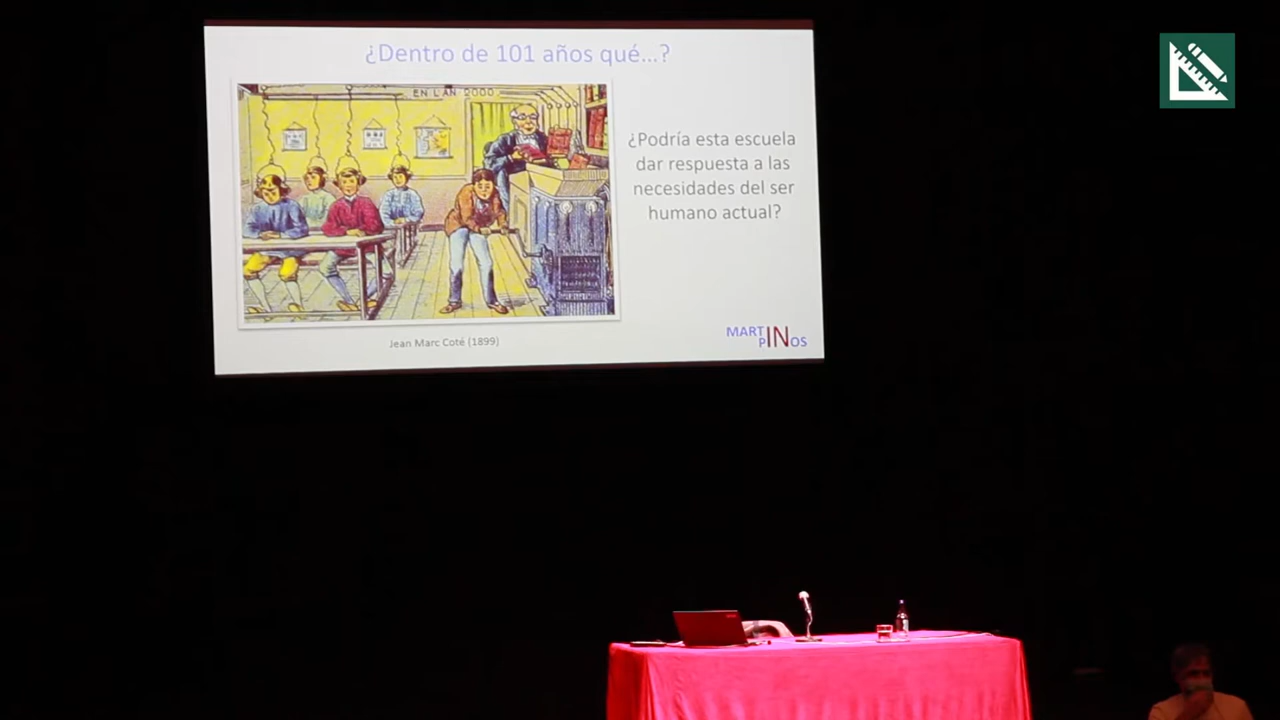 ¿Dentro de 101 años qué...?
EN L'AN 2000
¿Podría esta escuela
dar respuesta a las
necesidades del ser
humano actual?
Jean Marc Coté (1899)
MARTIN
PINOS